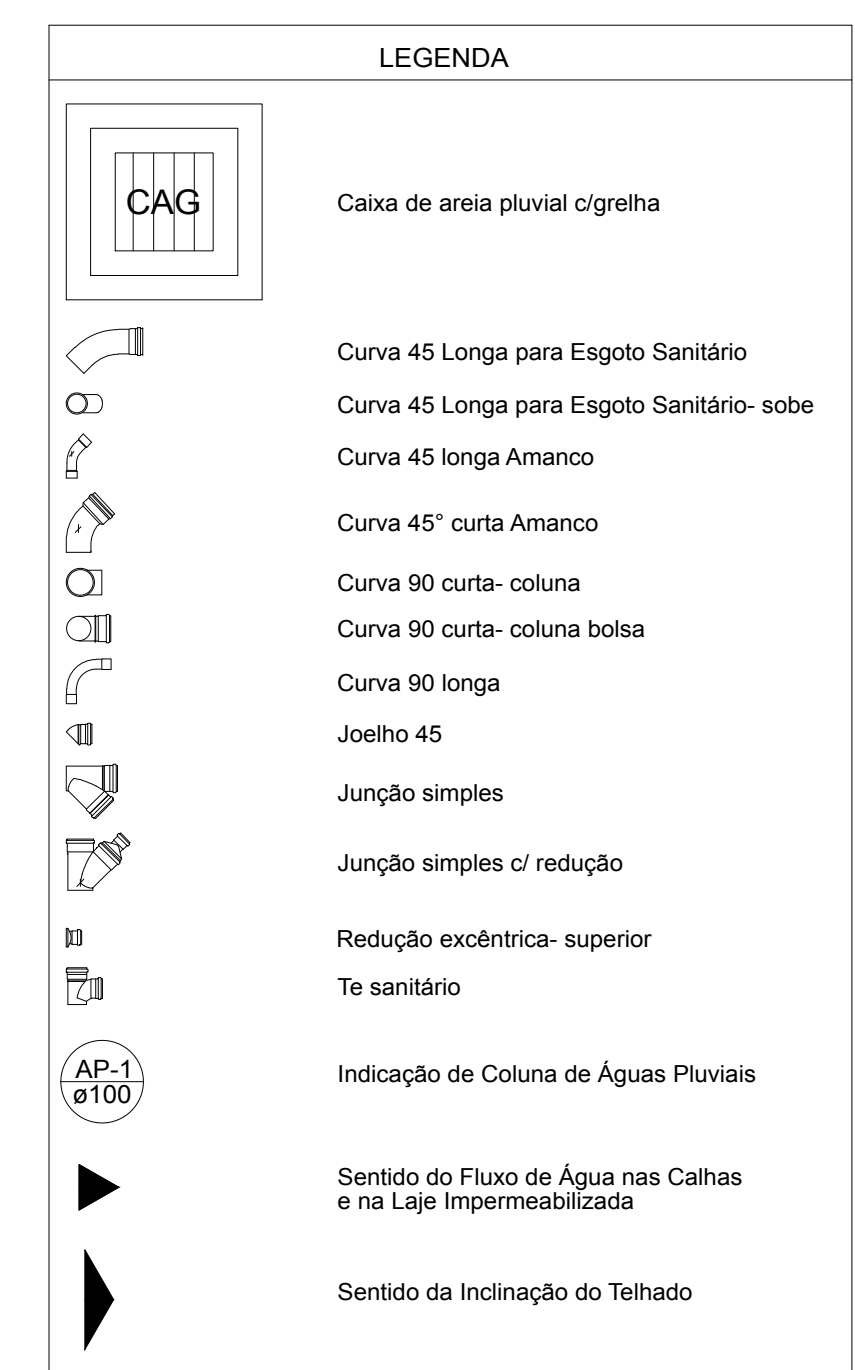 LEGENDA
CAG
Caixa de areia pluvial c/grelha
Curva 45 Longa para Esgoto Sanitário
Curva 45 Longa para Esgoto Sanitário- sobe
Curva 45 longa Amanco
Curva 45° curta Amanco
Curva 90 curta- coluna
Curva 90 curta- coluna bolsa
Curva 90 longa
Joelho 45
Junção simples
Junção simples c/ redução
Redução excêntrica- superior
Te sanitário
AP-1
ø100
Indicação de Coluna de Águas Pluviais
Sentido do Fluxo de Água nas Calhas
e na Laje Impermeabilizada
Sentido da Inclinação do Telhado